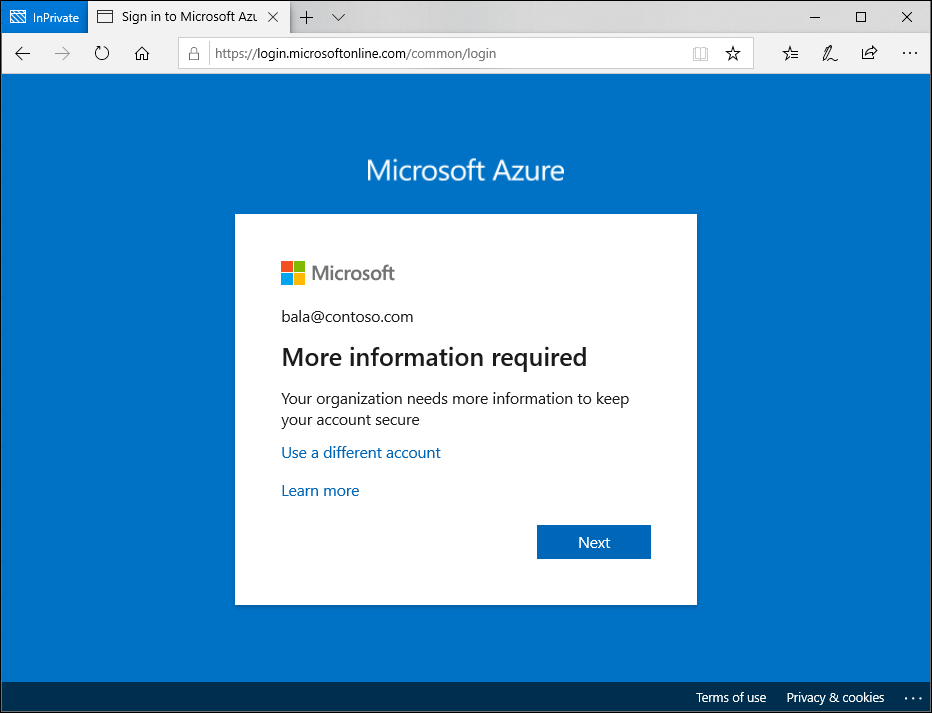 InPrivate
Sign in to Microsoft Azu
https://login.microsoftonline.com/common/login
Microsoft Azure
Microsoft
bala@contoso.com
More information required
Your organization needs more information to keep
your account secure
Use a different account
Learn more
Next
Terms of use Privacy & cookies